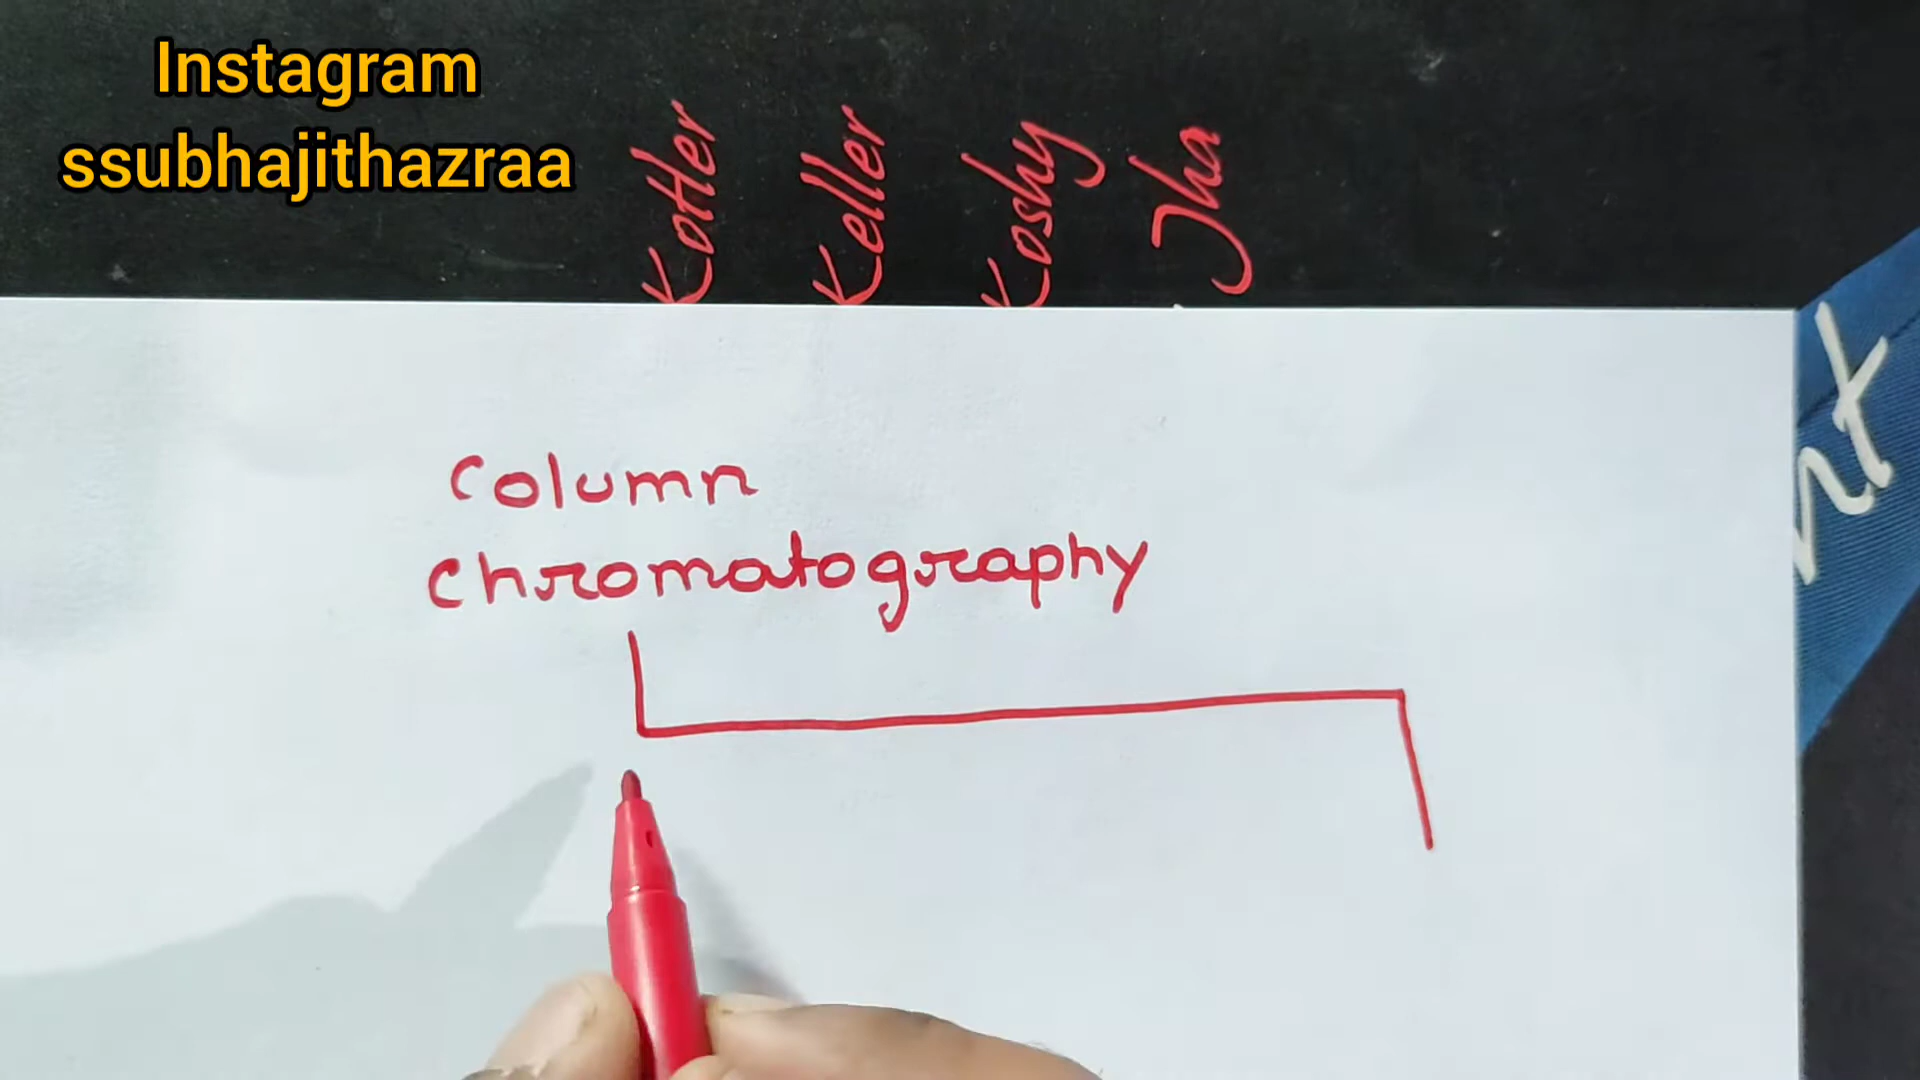 Instagram
ssubhajithazraa
Kotler
Keller
Koshy
Jha
Column
Chromatography